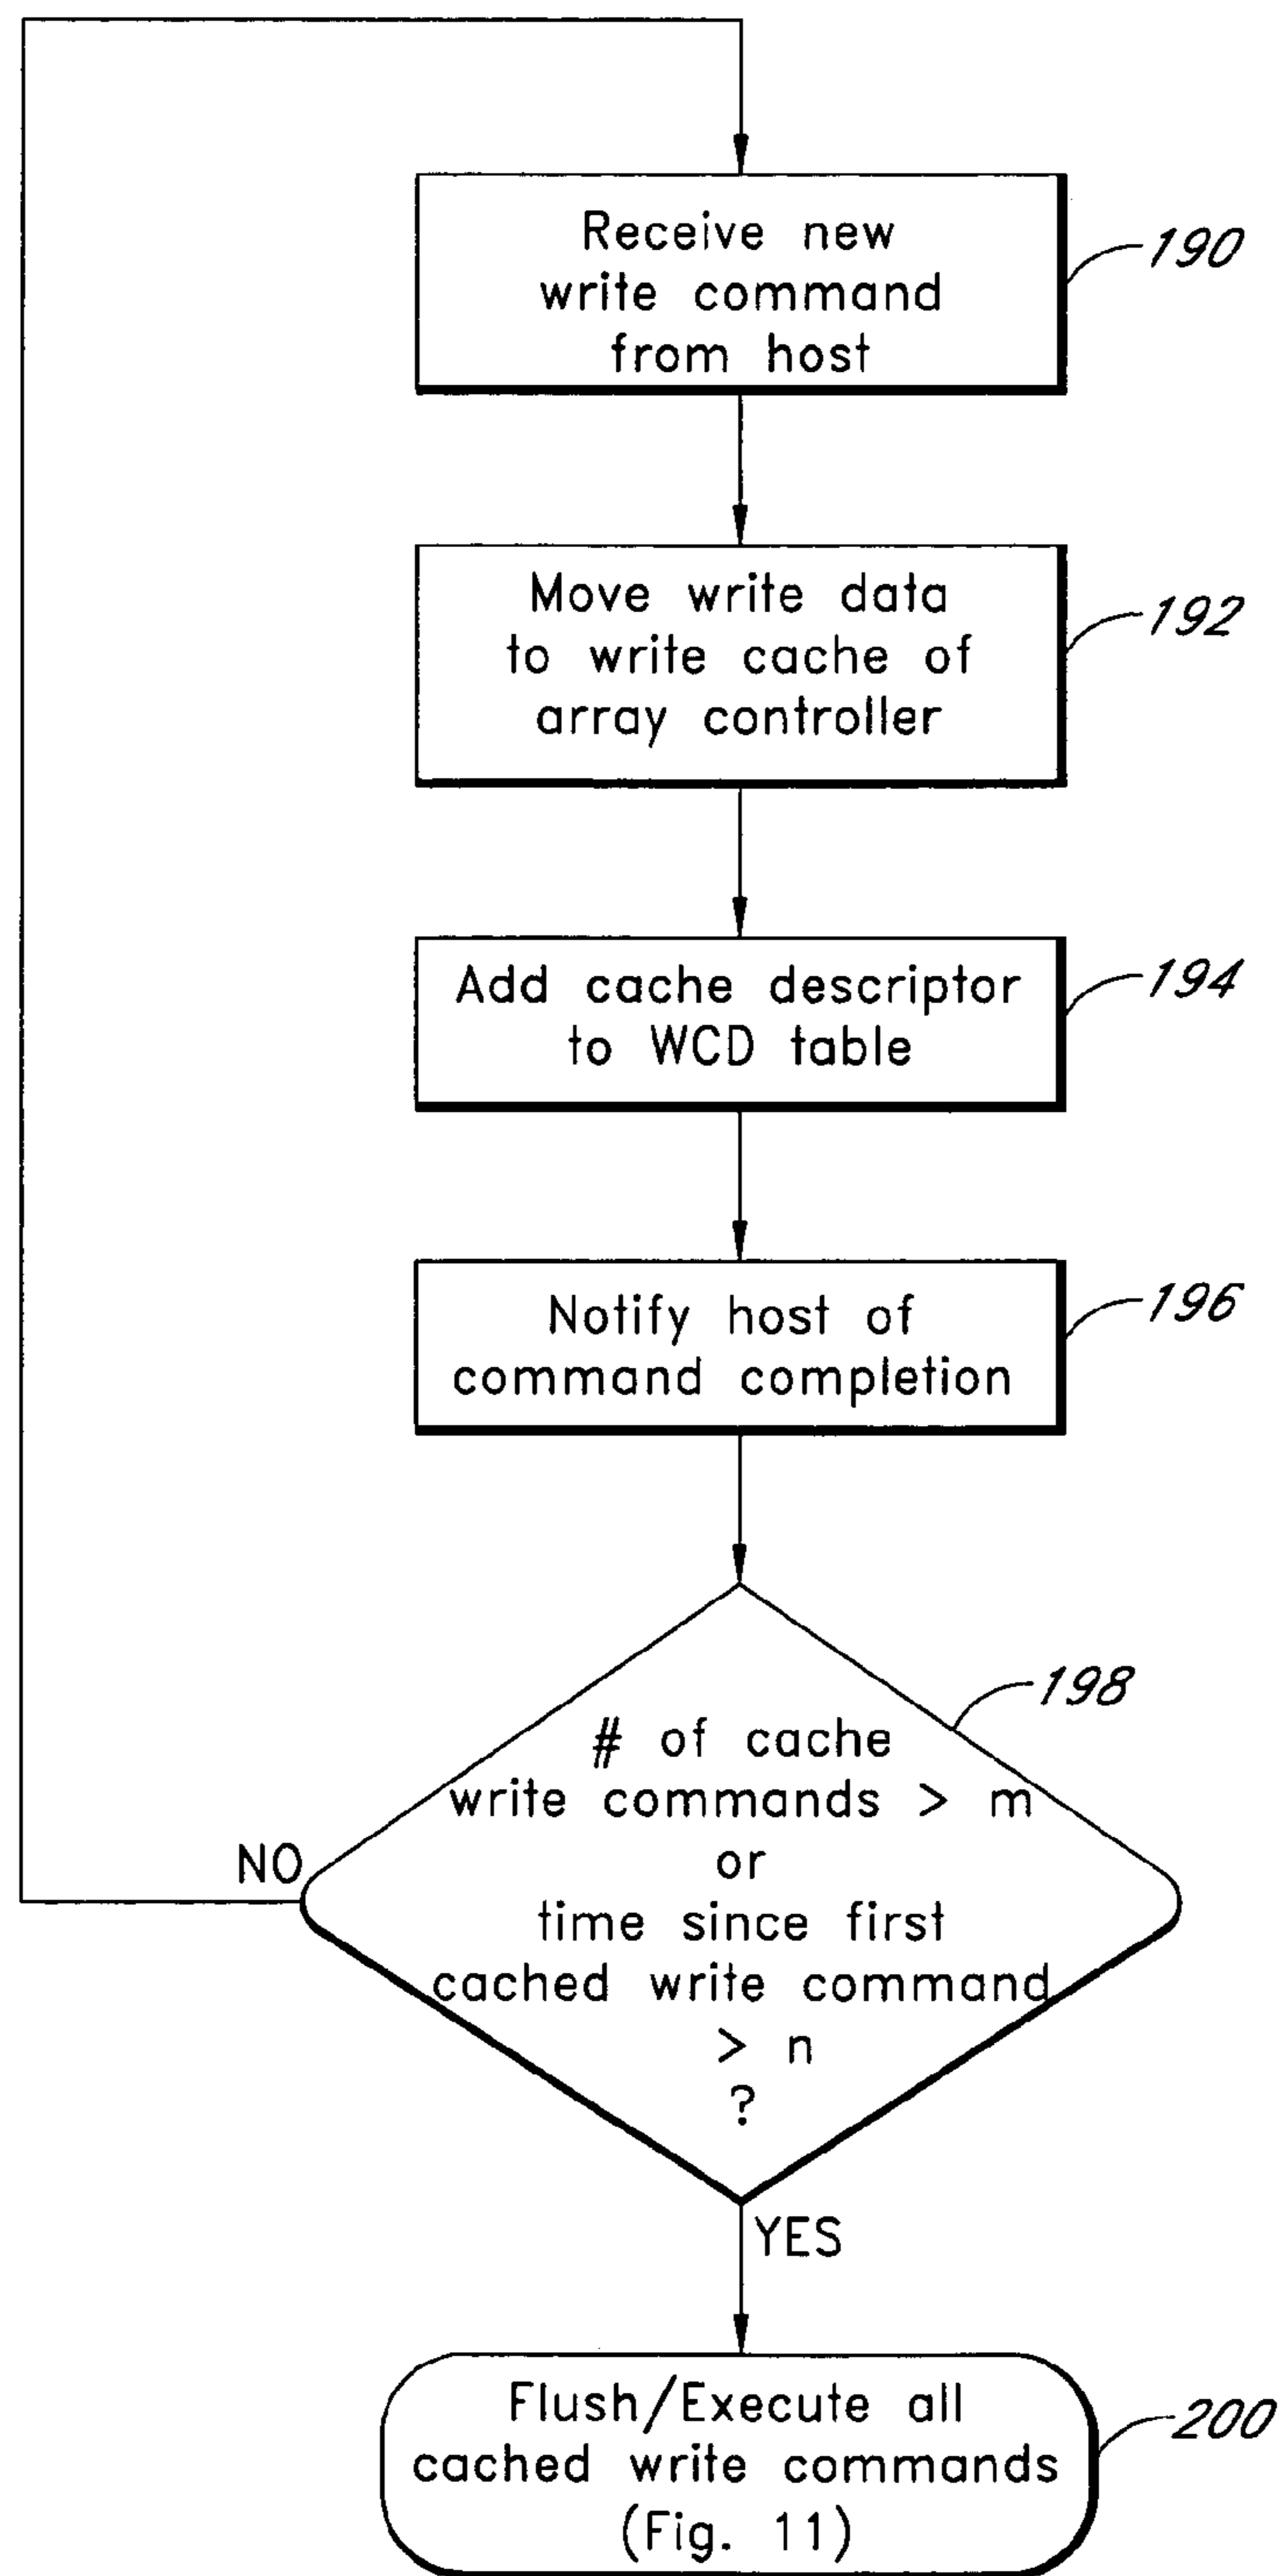 Receive new
write command
from host
190
Move write data
to write cache of
array controller
192
Add cache descriptor
to WCD table
194
Notify host of
command completion
196
198
# of cache
write commands > m
or
time since first
cached write command
> n
?
NO
YES
Flush/Execute all
cached write commands
(Fig. 11)
200